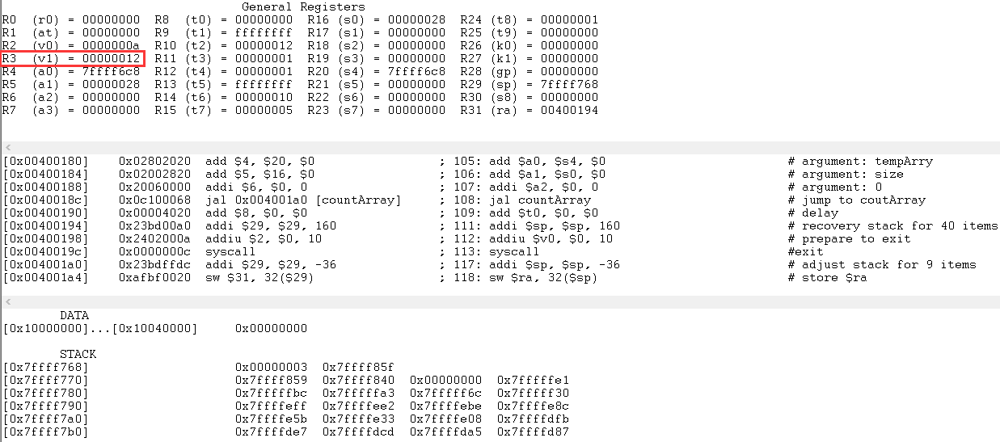 General Registers
R0 (r0) = 00000000 R8 (t0) = 00000000 R16 (s0) = 00000028 R24 (t8) = 00000001
R1 (at) = 00000000 R9 (t1) = ffffffff R17 (s1) = 00000000 R25 (t9) = 00000000
R2 (v0) = 0000000a R10 (t2) = 00000012 R18 (s2) = 00000000 R26 (k0) = 00000000
R3 (v1) = 00000012 R11 (t3) = 00000001 R19 (s3) = 00000000 R27 (k1) = 00000000
R4 (a0) = 7ffff6c8 R12 (t4) = 00000001 R20 (s4) = 7ffff6c8 R28 (gp) = 00000000
R5 (a1) = 00000028 R13 (t5) = ffffffff R21 (s5) = 00000000 R29 (sp) = 7ffff768
R6 (a2) = 00000000 R14 (t6) = 00000010 R22 (s6) = 00000000 R30 (s8) = 00000000
R7 (a3) = 00000000 R15 (t7) = 00000005 R23 (s7) = 00000000 R31 (ra) = 00400194
[0x00400180] 0x02802020 add $4, $20, $0 ; 105: add $a0, $s4, $0 # argument: tempArry
[0x00400184] 0x02002820 add $5, $16, $0 ; 106: add $a1, $s0, $0 # argument: size
[0x00400188] 0x20060000 addi $6, $0, 0 ; 107: addi $a2, $0, 0 # argument: 0
[0x0040018c] 0x0c100068 jal 0x004001a0 [countArray] ; 108: jal countArray # jump to coutArray
[0x00400190] 0x00004020 add $8, $0, $0 ; 109: add $t0, $0, $0 # delay
[0x00400194] 0x23bd00a0 addi $29, $29, 160 ; 111: addi $sp, $sp, 160 # recovery stack for 40 items
[0x00400198] 0x2402000a addiu $2, $0, 10 ; 112: addiu $v0, $0, 10 # prepare to exit
[0x0040019c] 0x0000000c syscall ; 113: syscall #exit
[0x004001a0] 0x23bdffdc addi $29, $29, -36 ; 117: addi $sp, $sp, -36 # adjust stack for 9 items
[0x004001a4] 0xafbf0020 sw $31, 32($29) ; 118: sw $ra, 32($sp) # store $ra
DATA
[0x10000000]...[0x10040000] 0x00000000
STACK
[0x7ffff768] 0x00000003 0x7ffff85f
[0x7ffff770] 0x7ffff859 0x7ffff840 0x00000000 0x7fffffe1
[0x7ffff780] 0x7fffffbc 0x7fffffa3 0x7fffff6c 0x7fffff30
[0x7ffff790] 0x7ffffeff 0x7ffffee2 0x7ffffebe 0x7ffffe8c
[0x7ffff7a0] 0x7ffffe5b 0x7ffffe33 0x7ffffe08 0x7ffffdfb
[0x7ffff7b0] 0x7ffffde7 0x7ffffdcd 0x7ffffda5 0x7ffffd87